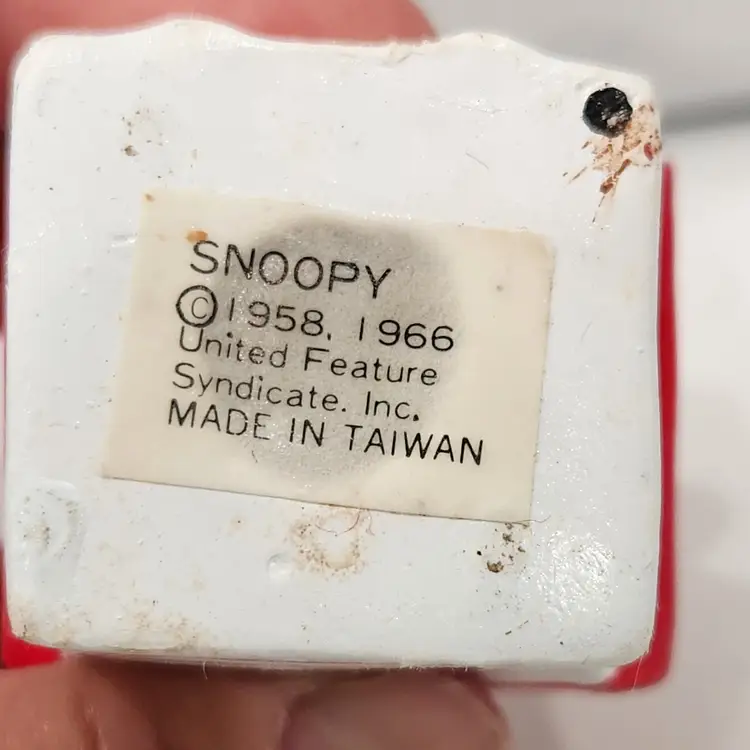 SNOOPY
©1958. 1966
United Feature
Syndicate. Inc.
MADE IN TAIWAN